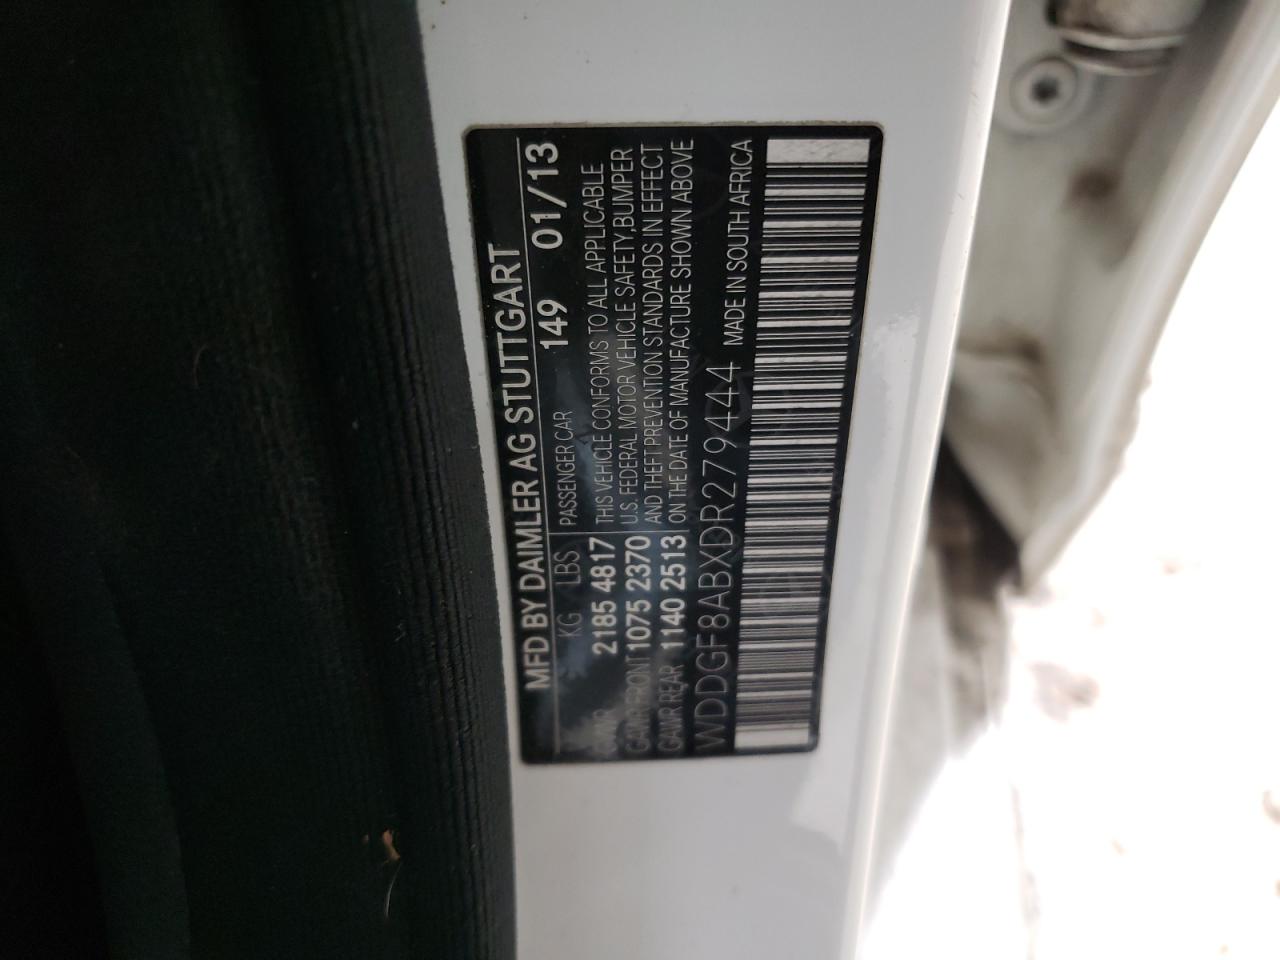 MFD BY DAIMLER AG STUTTGART
KG LBS PASSENGER CAR 149 01/13
GVWR 2185 4817 THIS VEHICLE CONFORMS TO ALL APPLICABLE
GAWR FRONT 1075 2370 U.S. FEDERAL MOTOR VEHICLE SAFETY,BUMPER
AND THEFT PREVENTION STANDARDS IN EFFECT
GAWR REAR 1140 2513 ON THE DATE OF MANUFACTURE SHOWN ABOVE
WDDGF8ABXDR279444 MADE IN SOUTH AFRICA